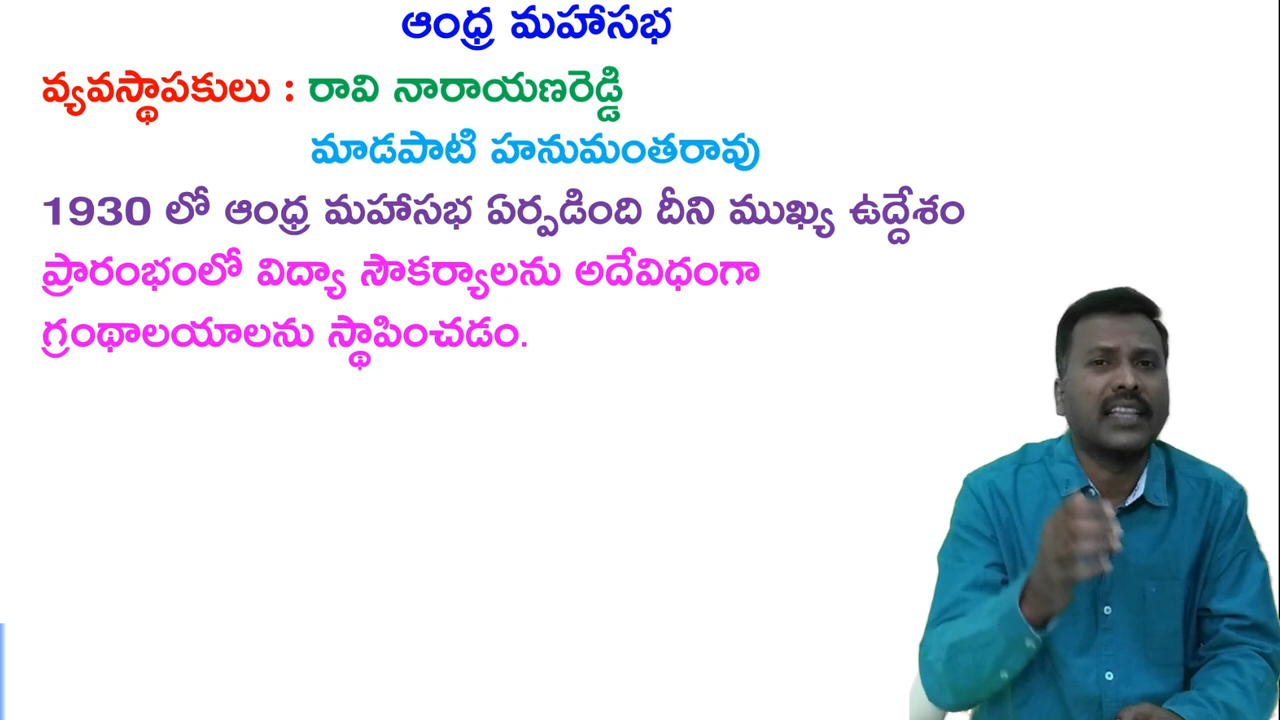 ఆంధ్ర మహాసభ
వ్యవస్థాపకులు : రావి నారాయణరెడ్డి
మాడపాటి హనుమంతరావు
1930 లో ఆంధ్ర మహాసభ ఏర్పడింది దీని ముఖ్య ఉద్దేశం
ప్రారంభంలో విద్యా సౌకర్యాలను అదేవిధంగా
గ్రంథాలయాలను స్థాపించడం.